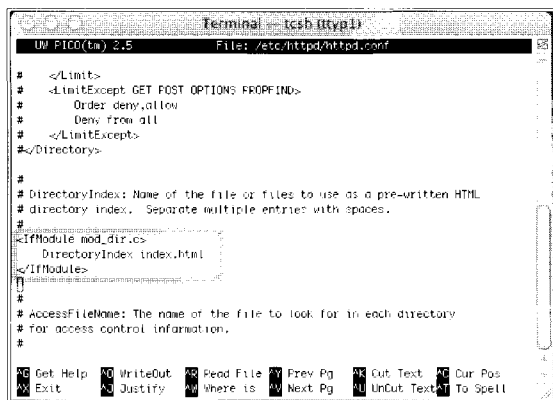 Terminal — tcsh (ttyp1)
UW PICO(tm) 2.5 File: /etc/httpd/httpd.conf
# </Limit>
# <LimitExcept GET POST OPTIONS PROPFIND>
# Order deny,allow
# Deny from all
# </LimitExcept>
#</Directory>
#
# DirectoryIndex: Name of the file or files to use as a pre-written HTML
# directory index. Separate multiple entries with spaces.
#
<IfModule mod_dir.c>
DirectoryIndex index.html
</IfModule>
#
# AccessFileName: The name of the file to look for in each directory
# for access control information.
#
^G Get Help ^O WriteOut ^R Read File ^Y Prev Pg ^K Cut Text ^C Cur Pos
^X Exit ^J Justify ^W Where is ^V Next Pg ^U UnCut Text ^T To Spell